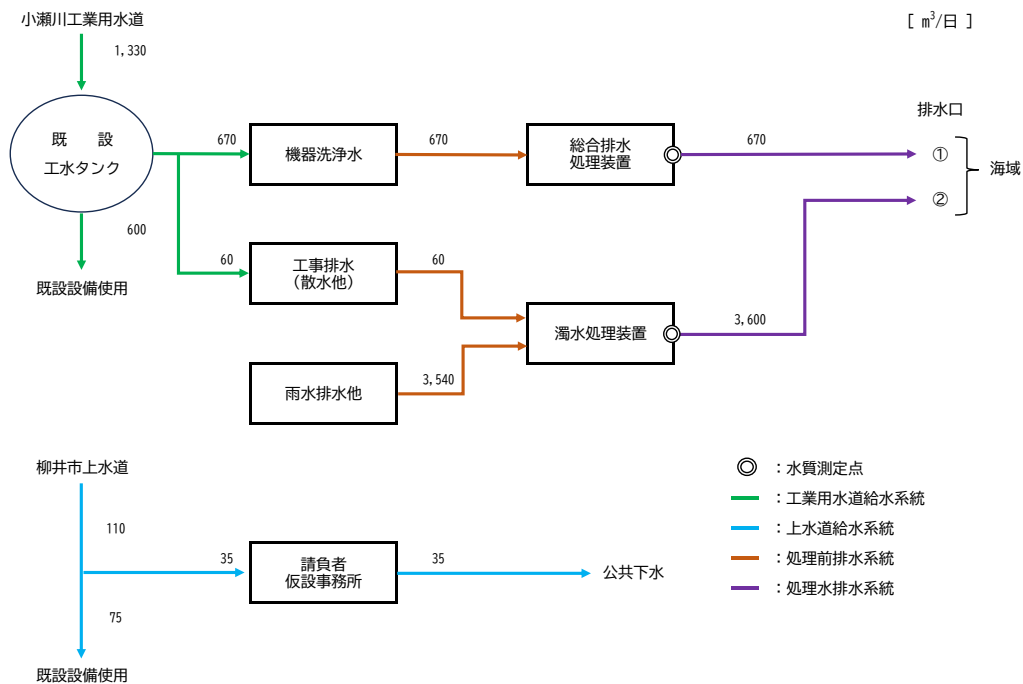 小瀬川工業用水道
[ m³/日 ]
1,330
排水口
既 設
工水タンク
670
機器洗浄水
670
総合排水
処理装置
670
①
②
海域
600
既設設備使用
60
工事排水
（散水他）
60
濁水処理装置
3,600
雨水排水他
3,540
柳井市上水道
110
35
請負者
仮設事務所
35
公共下水
75
既設設備使用
◎：水質測定点
：工業用水道給水系統
：上水道給水系統
：処理前排水系統
：処理水排水系統